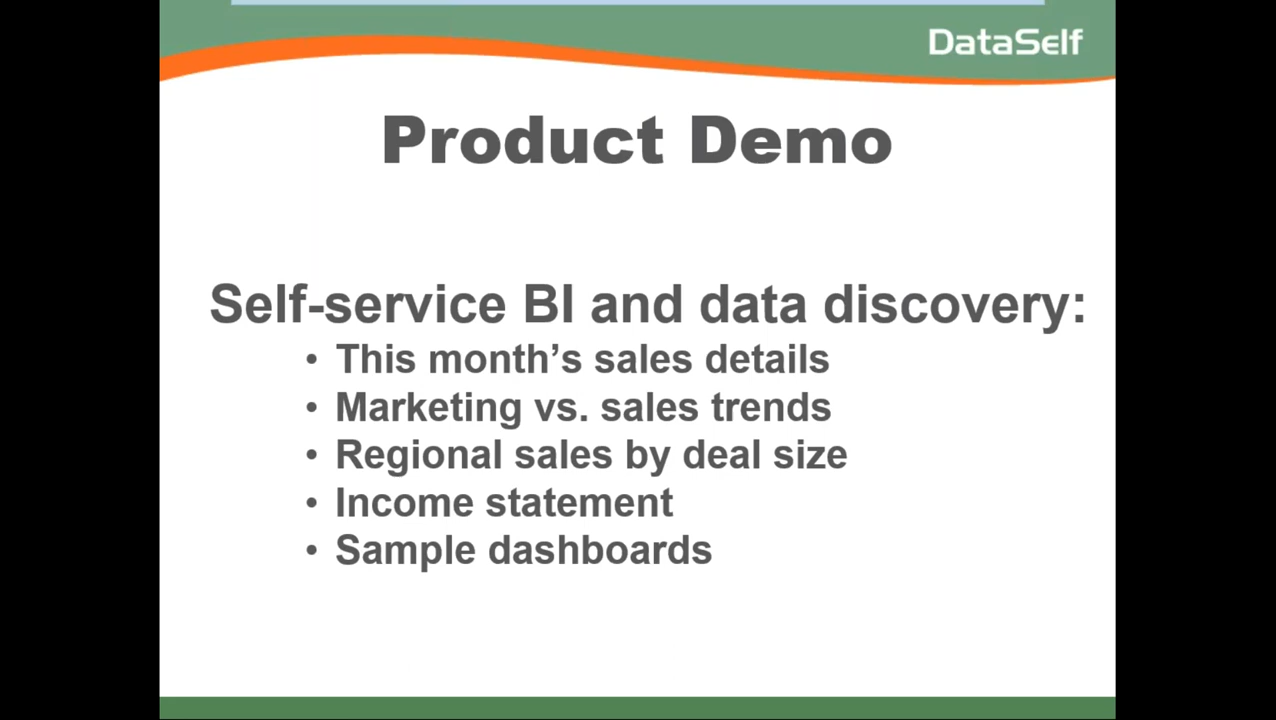 DataSelf
Product Demo
Self-service BI and data discovery:
• This month’s sales details
• Marketing vs. sales trends
• Regional sales by deal size
• Income statement
• Sample dashboards